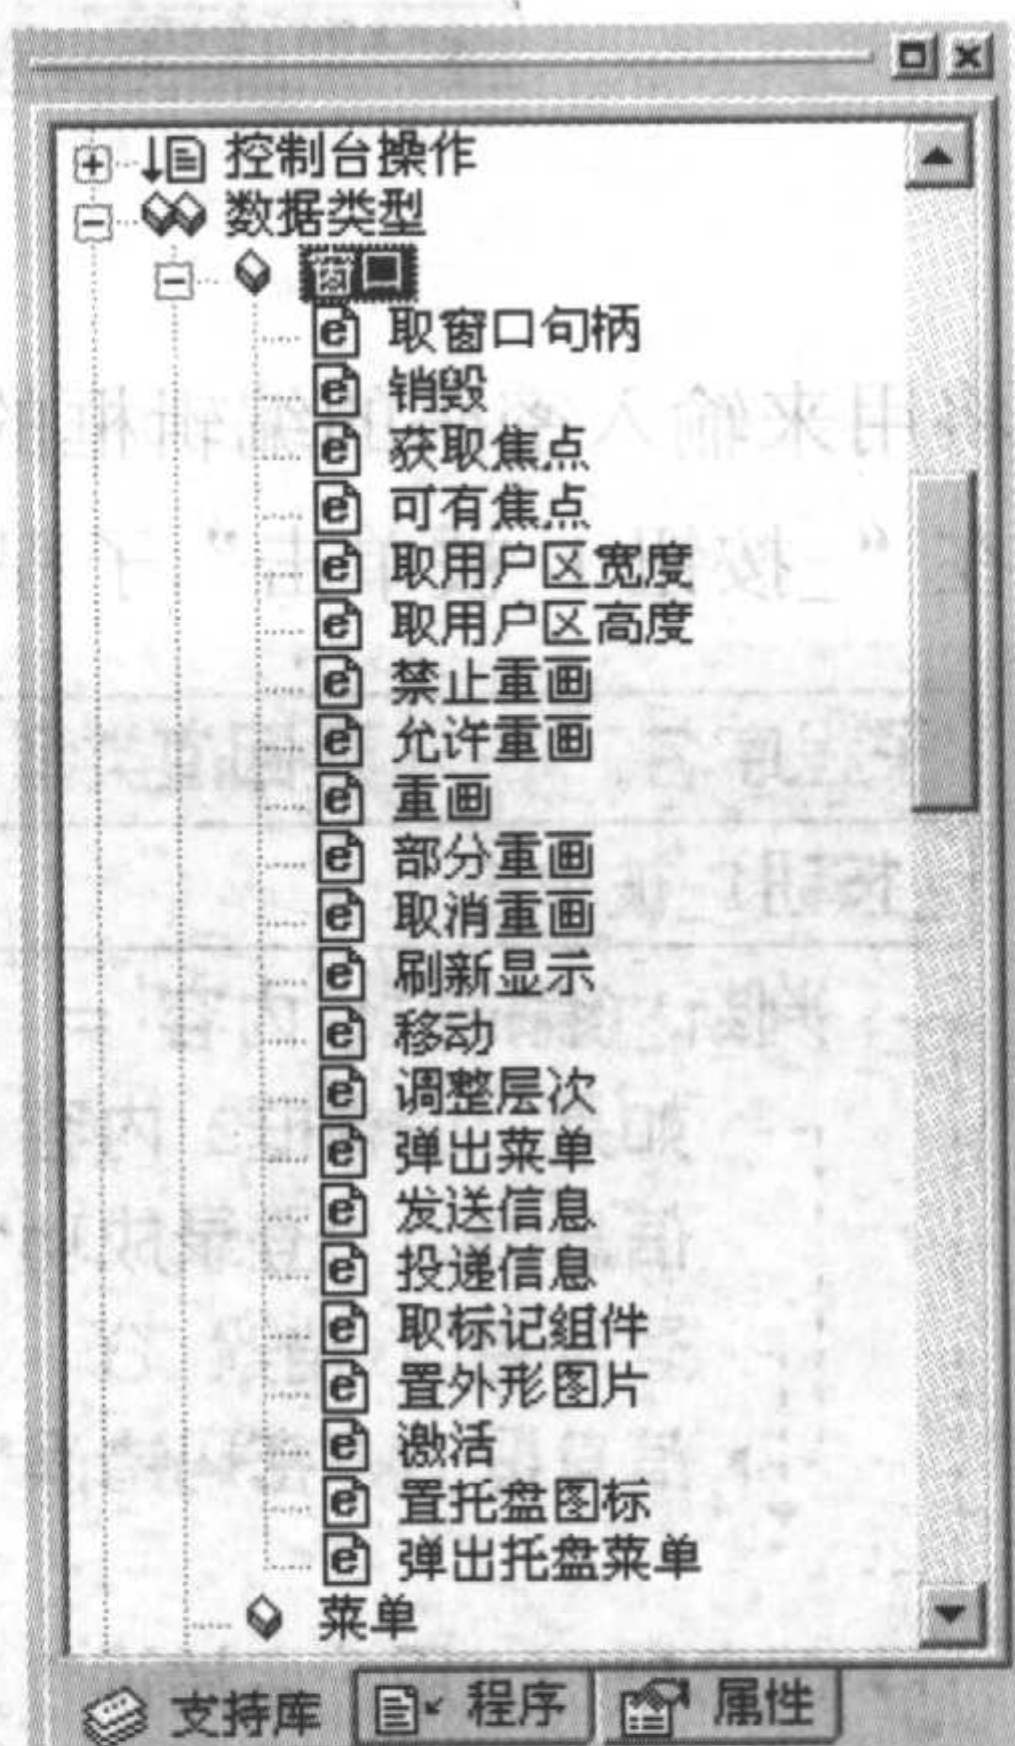 控制台操作
数据类型
窗口
取窗口句柄
销毁
获取焦点
可有焦点
取用户区宽度
取用户区高度
禁止重画
允许重画
重画
部分重画
取消重画
刷新显示
移动
调整层次
弹出菜单
发送信息
投递信息
取标记组件
置外形图片
激活
置托盘图标
弹出托盘菜单
菜单
支持库 程序 属性